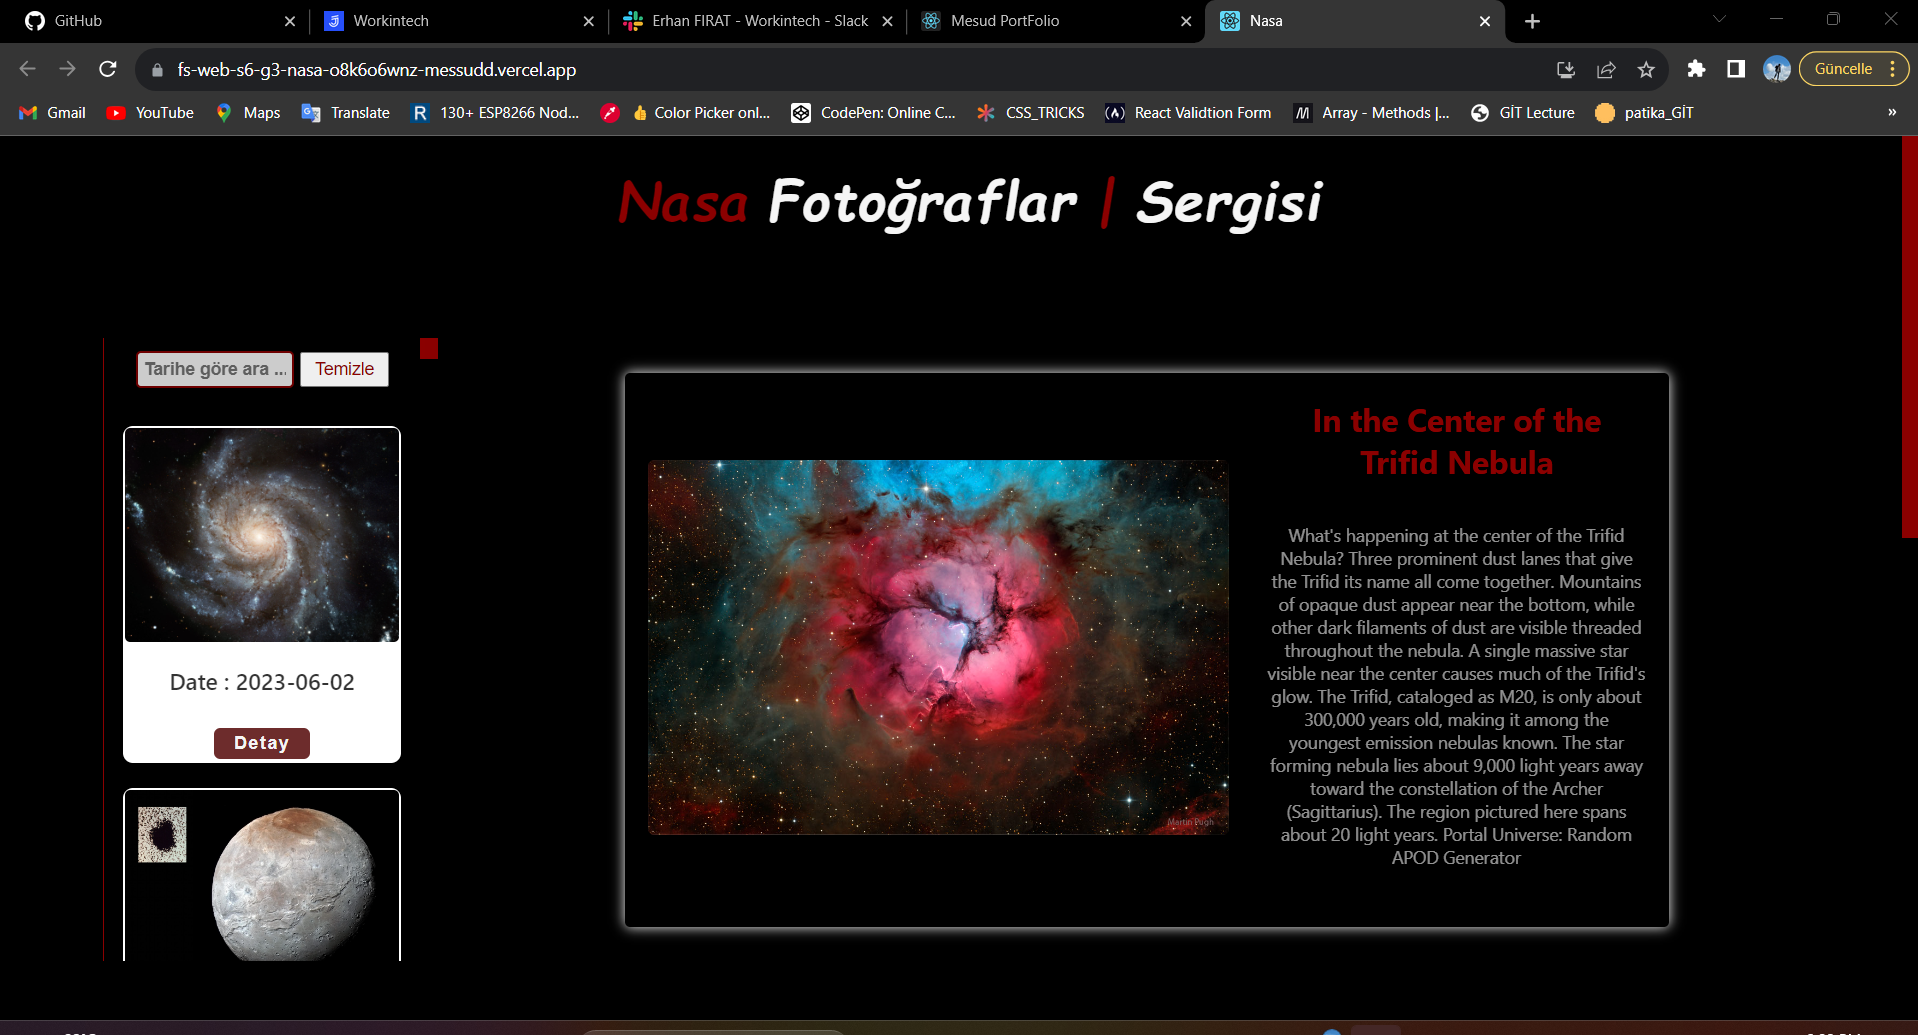 GitHub
Workintech
Erhan FIRAT - Workintech - Slack
Mesud PortFolio
Nasa
fs-web-s6-g3-nasa-o8k6o6wnz-messudd.vercel.app
Güncelle
Gmail
YouTube
Maps
Translate
130+ ESP8266 Nod...
Color Picker onl...
CodePen: Online C...
CSS_TRICKS
React Validtion Form
Array - Methods |...
GİT Lecture
patika_GİT
»
Nasa Fotoğraflar | Sergisi
Tarihe göre ara ...
Temizle
Date : 2023-06-02
Detay
In the Center of the
Trifid Nebula
What's happening at the center of the Trifid
Nebula? Three prominent dust lanes that give
the Trifid its name all come together. Mountains
of opaque dust appear near the bottom, while
other dark filaments of dust are visible threaded
throughout the nebula. A single massive star
visible near the center causes much of the Trifid's
glow. The Trifid, cataloged as M20, is only about
300,000 years old, making it among the
youngest emission nebulas known. The star
forming nebula lies about 9,000 light years away
toward the constellation of the Archer
(Sagittarius). The region pictured here spans
about 20 light years. Portal Universe: Random
APOD Generator
Martin Pugh